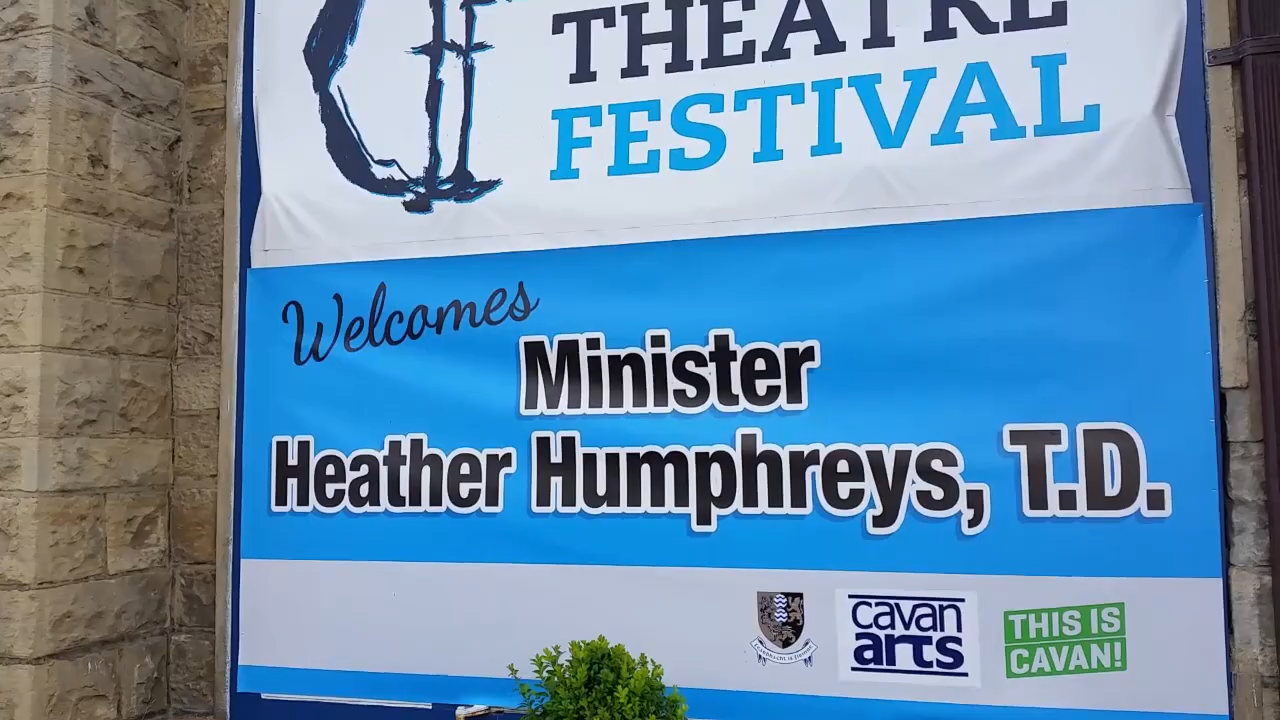 THEATRE
FESTIVAL
Welcomes
Minister
Heather Humphreys, T.D.
cavan
arts
THIS IS
CAVAN!